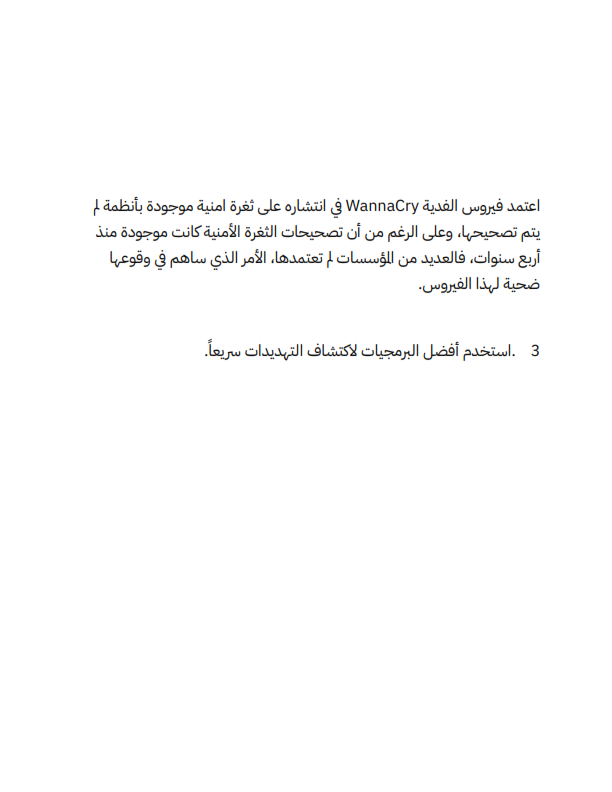 اعتمد فيروس الفدية WannaCry في انتشاره على ثغرة امنية موجودة بأنظمة لم
يتم تصحيحها، وعلى الرغم من أن تصحيحات الثغرة الأمنية كانت موجودة منذ
أربع سنوات، فالعديد من المؤسسات لم تعتمدها، الأمر الذي ساهم في وقوعها
ضحية لهذا الفيروس.
3 .استخدم أفضل البرمجيات لاكتشاف التهديدات سريعاً.